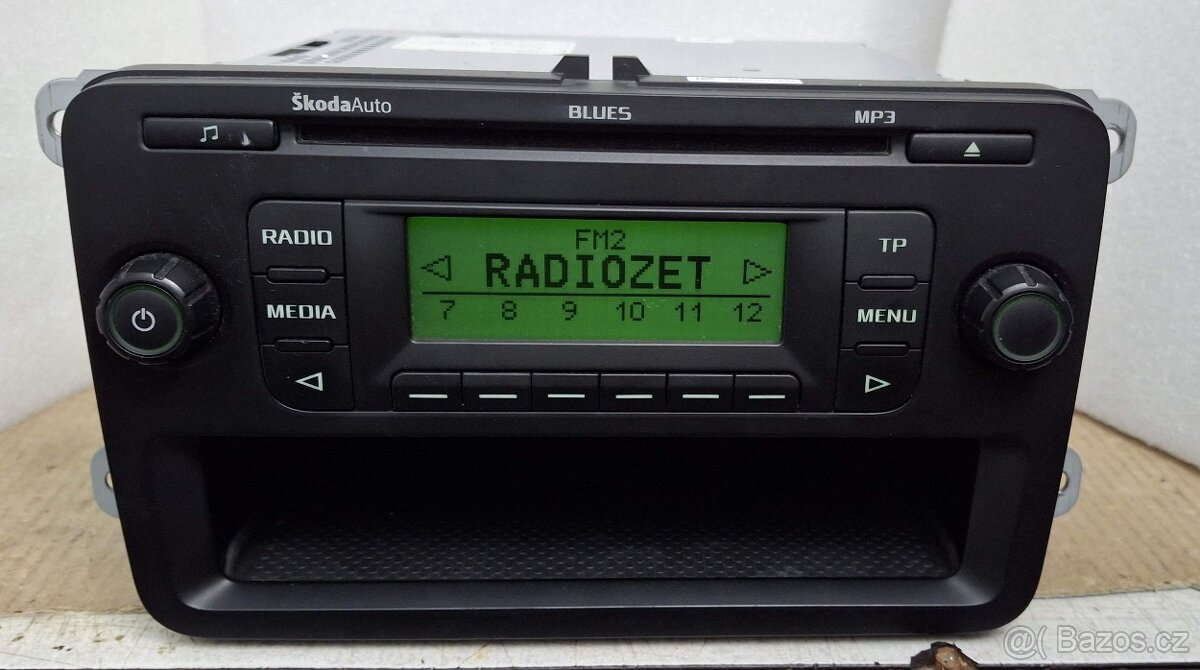 ŠkodaAuto BLUES MP3
RADIO TP
FM2
RADIOZET
MEDIA MENU
7 8 9 10 11 12
@( Bazos.cz